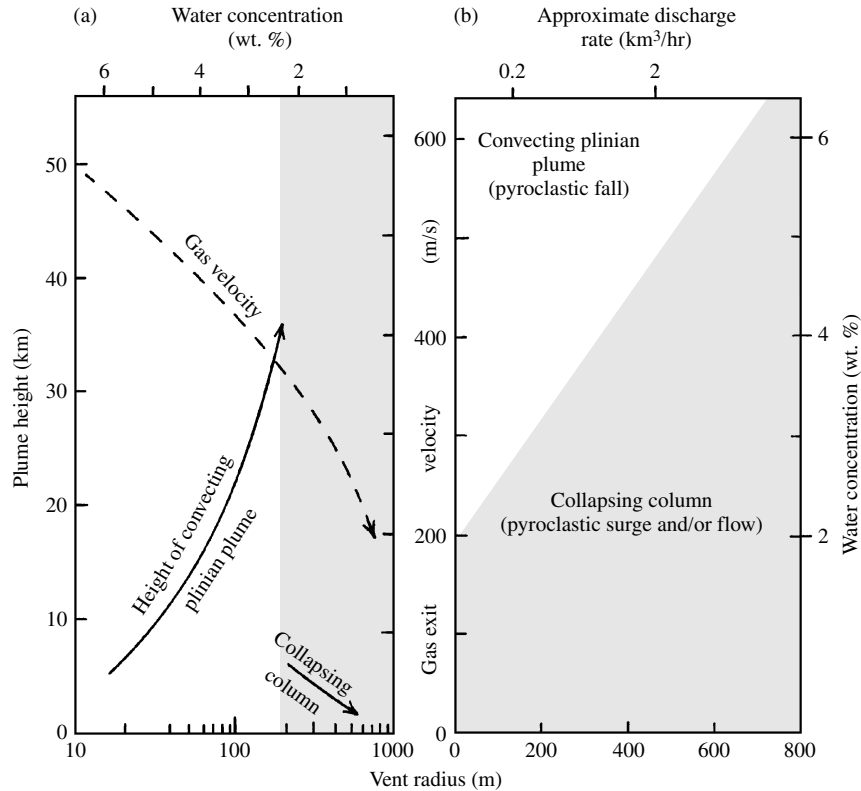 (a) Water concentration
(wt. %)
6 4 2
50
40
30
20
10
0
Plume height (km)
Gas velocity
Height of convecting
plinian plume
Collapsing
column
10 100 1000
(b) Approximate discharge
rate (km³/hr)
0.2 2
600
400
200
0
Gas exit velocity (m/s)
Convecting plinian
plume
(pyroclastic fall)
Collapsing column
(pyroclastic surge and/or flow)
6
4
2
Water concentration (wt. %)
0 200 400 600 800
Vent radius (m)